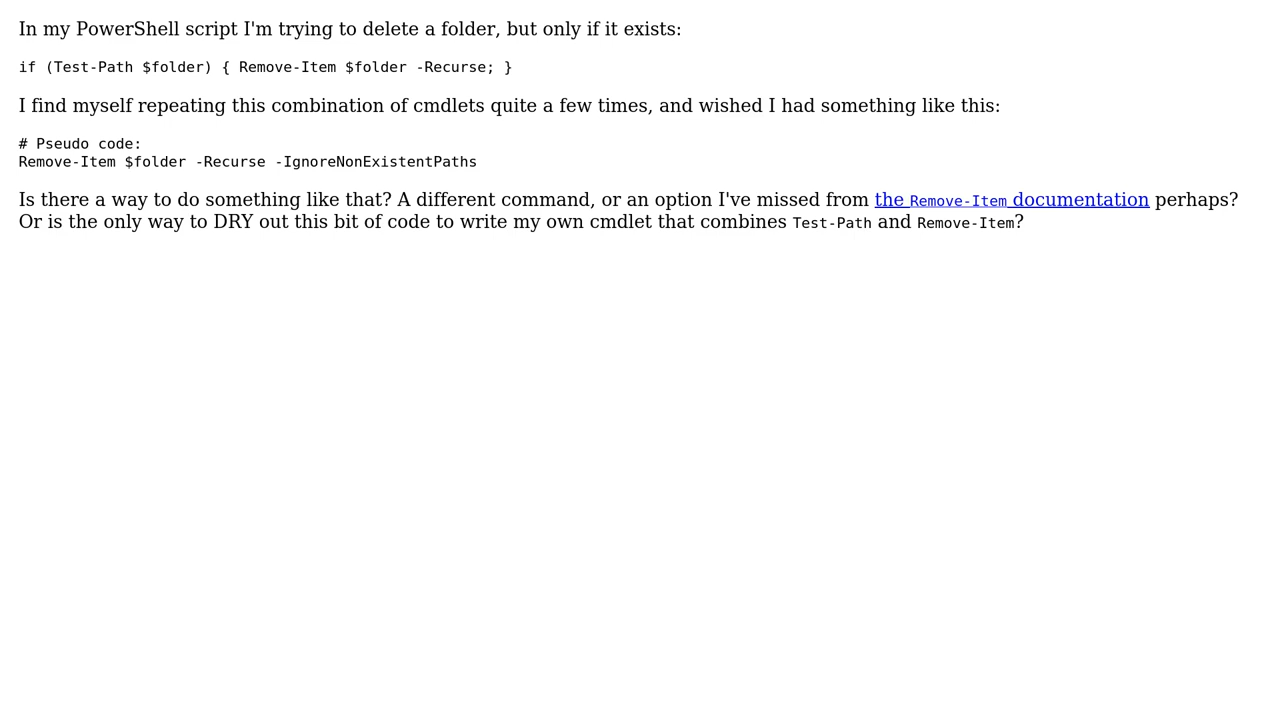 In my PowerShell script I'm trying to delete a folder, but only if it exists:
if (Test-Path $folder) { Remove-Item $folder -Recurse; }
I find myself repeating this combination of cmdlets quite a few times, and wished I had something like this:
# Pseudo code:
Remove-Item $folder -Recurse -IgnoreNonExistentPaths
Is there a way to do something like that? A different command, or an option I've missed from the Remove-Item documentation perhaps?
Or is the only way to DRY out this bit of code to write my own cmdlet that combines Test-Path and Remove-Item?